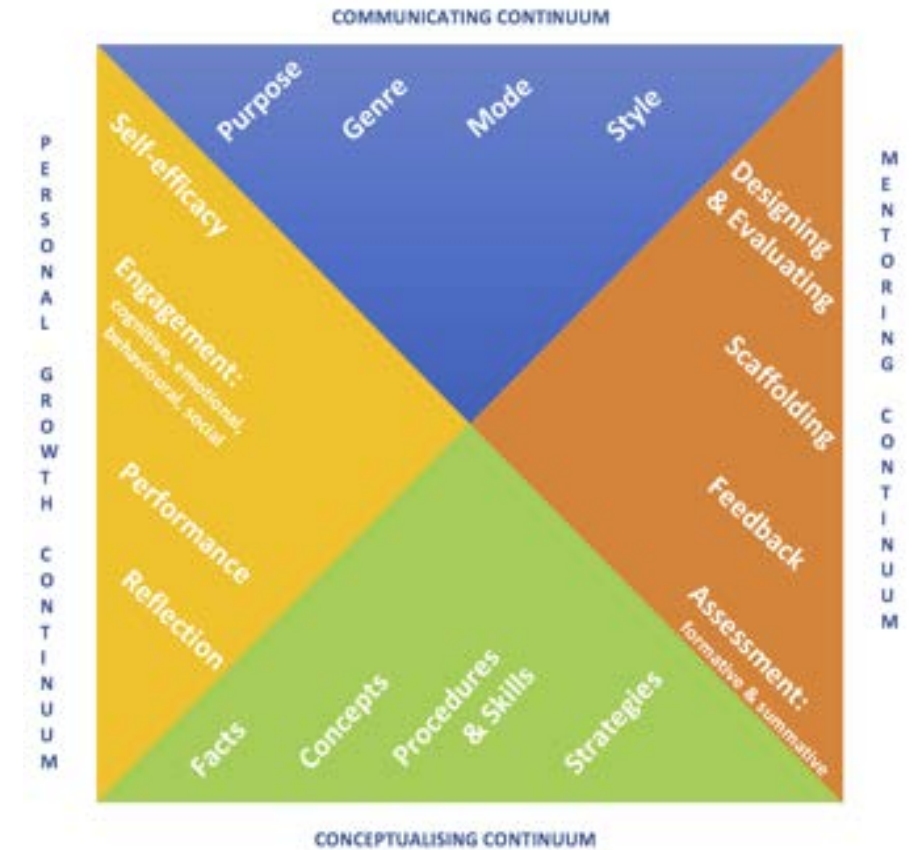 COMMUNICATING CONTINUUM
Purpose
Genre
Mode
Style
PERSONAL GROWTH CONTINUUM
Self-efficacy
Engagement:
cognitive, emotional,
behavioural, social
Performance
Reflection
MENTORING CONTINUUM
Designing
& Evaluating
Scaffolding
Feedback
Assessment:
formative & summative
Facts
Concepts
Procedures
& Skills
Strategies
CONCEPTUALISING CONTINUUM